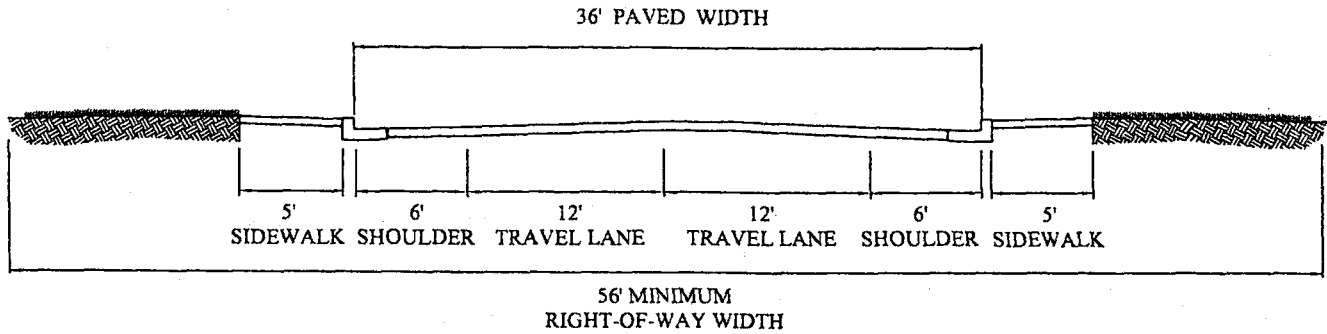 36' PAVED WIDTH
5' 6' 12' 12' 6' 5'
SIDEWALK SHOULDER TRAVEL LANE TRAVEL LANE SHOULDER SIDEWALK
56' MINIMUM
RIGHT-OF-WAY WIDTH